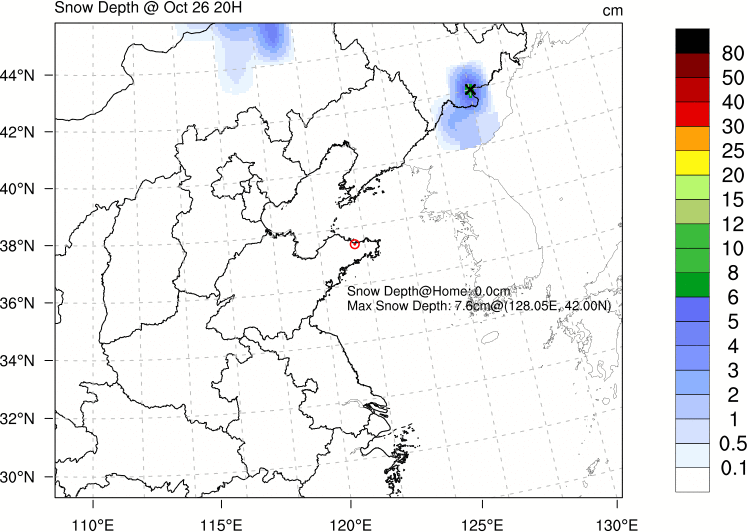 Snow Depth @ Oct 26 20H
cm
80
50
40
30
25
20
15
12
10
8
6
5
4
3
2
1
0.5
0.1
44°N
42°N
40°N
38°N
36°N
34°N
32°N
30°N
Snow Depth@Home: 0.0cm
Max Snow Depth: 7.6cm@(128.05E, 42.00N)
110°E
115°E
120°E
125°E
130°E